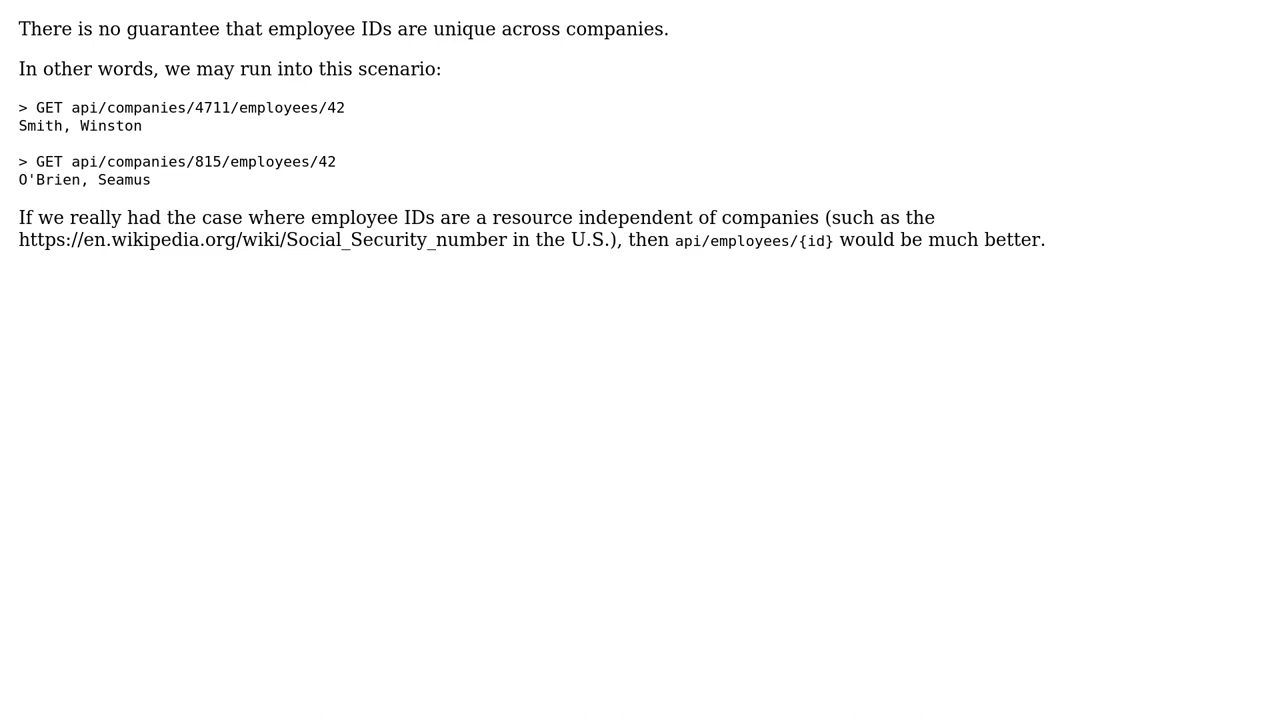 There is no guarantee that employee IDs are unique across companies.
In other words, we may run into this scenario:
> GET api/companies/4711/employees/42
Smith, Winston
> GET api/companies/815/employees/42
O'Brien, Seamus
If we really had the case where employee IDs are a resource independent of companies (such as the
https://en.wikipedia.org/wiki/Social_Security_number in the U.S.), then api/employees/{id} would be much better.